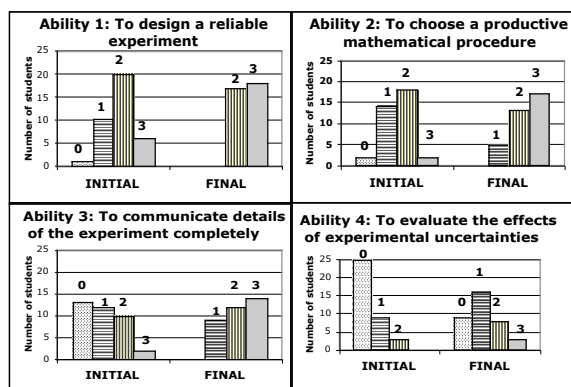 Ability 1: To design a reliable
experiment
Number of students
25
20
15
10
5
0
0
1
2
3
2
3
INITIAL
FINAL
Ability 2: To choose a productive
mathematical procedure
Number of students
25
20
15
10
5
0
0
1
2
3
1
2
3
INITIAL
FINAL
Ability 3: To communicate details
of the experiment completely
Number of students
25
20
15
10
5
0
0
1
2
3
1
2
3
INITIAL
FINAL
Ability 4: To evaluate the effects
of experimental uncertainties
Number of students
25
20
15
10
5
0
0
1
2
0
1
2
3
INITIAL
FINAL